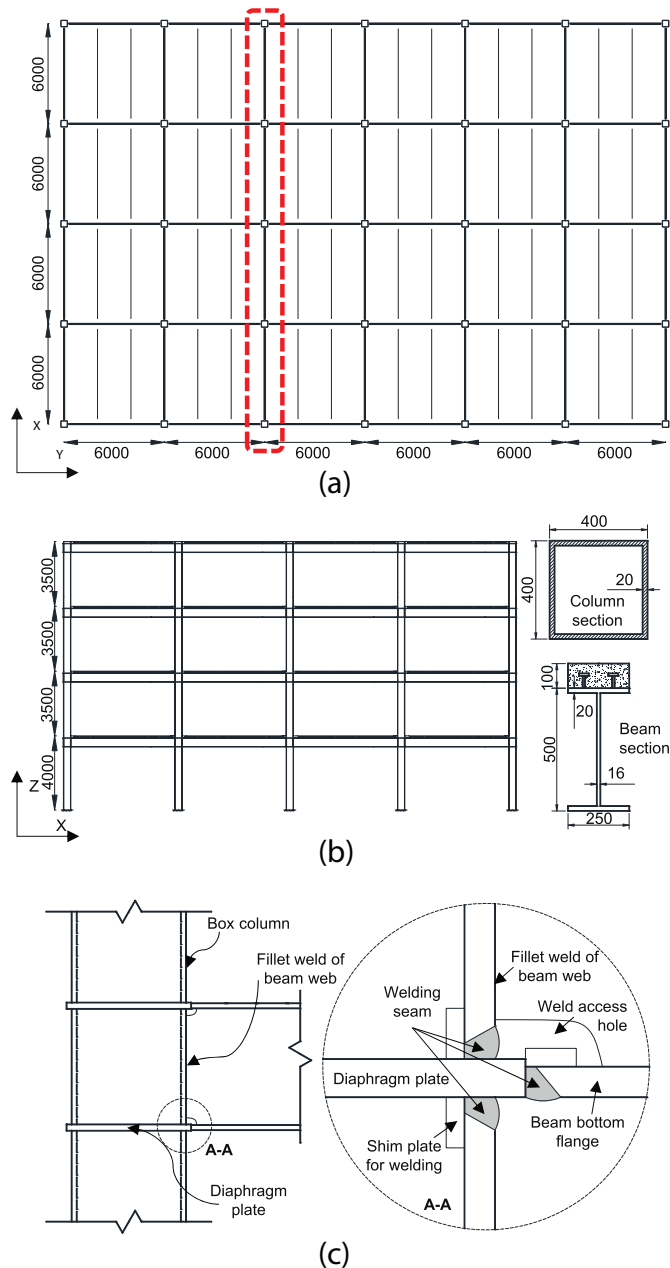 6000
6000
6000
6000
X
Y
6000
6000
6000
6000
6000
6000
(a)
3500
3500
3500
4000
Z
X
400
400
20
Column
section
100
20
500
Beam
section
16
250
(b)
Box column
Fillet weld of
beam web
A-A
Diaphragm
plate
Fillet weld of
beam web
Welding
seam
Weld access
hole
Diaphragm plate
Beam bottom
flange
Shim plate
for welding
A-A
(c)